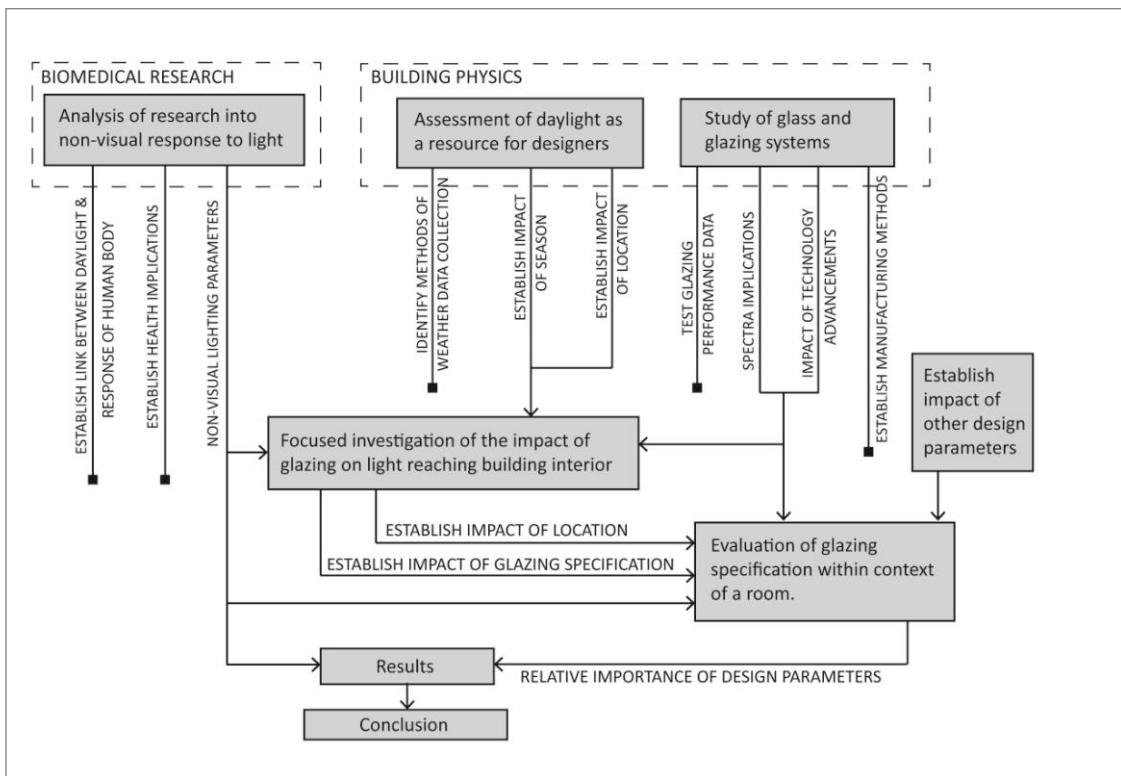 BIOMEDICAL RESEARCH
Analysis of research into
non-visual response to light
BUILDING PHYSICS
Assessment of daylight as
a resource for designers
Study of glass and
glazing systems
ESTABLISH LINK BETWEEN DAYLIGHT &
RESPONSE OF HUMAN BODY
ESTABLISH HEALTH IMPLICATIONS
NON-VISUAL LIGHTING PARAMETERS
IDENTIFY METHODS OF
WEATHER DATA COLLECTION
ESTABLISH IMPACT
OF SEASON
ESTABLISH IMPACT
OF LOCATION
TEST GLAZING
PERFORMANCE DATA
SPECTRA IMPLICATIONS
IMPACT OF TECHNOLOGY
ADVANCEMENTS
ESTABLISH MANUFACTURING METHODS
Establish
impact of
other design
parameters
Focused investigation of the impact of
glazing on light reaching building interior
ESTABLISH IMPACT OF LOCATION
ESTABLISH IMPACT OF GLAZING SPECIFICATION
Evaluation of glazing
specification within context
of a room.
Results
RELATIVE IMPORTANCE OF DESIGN PARAMETERS
Conclusion